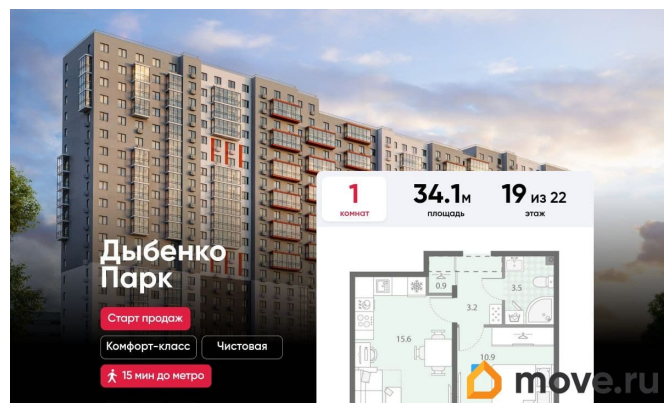 1
комнат
34.1м
площадь
19 из 22
этаж
Дыбенко
Парк
Старт продаж
Комфорт-класс
Чистовая
15 мин до метро
0.9
3.5
3.2
15.6
10.9
move.ru